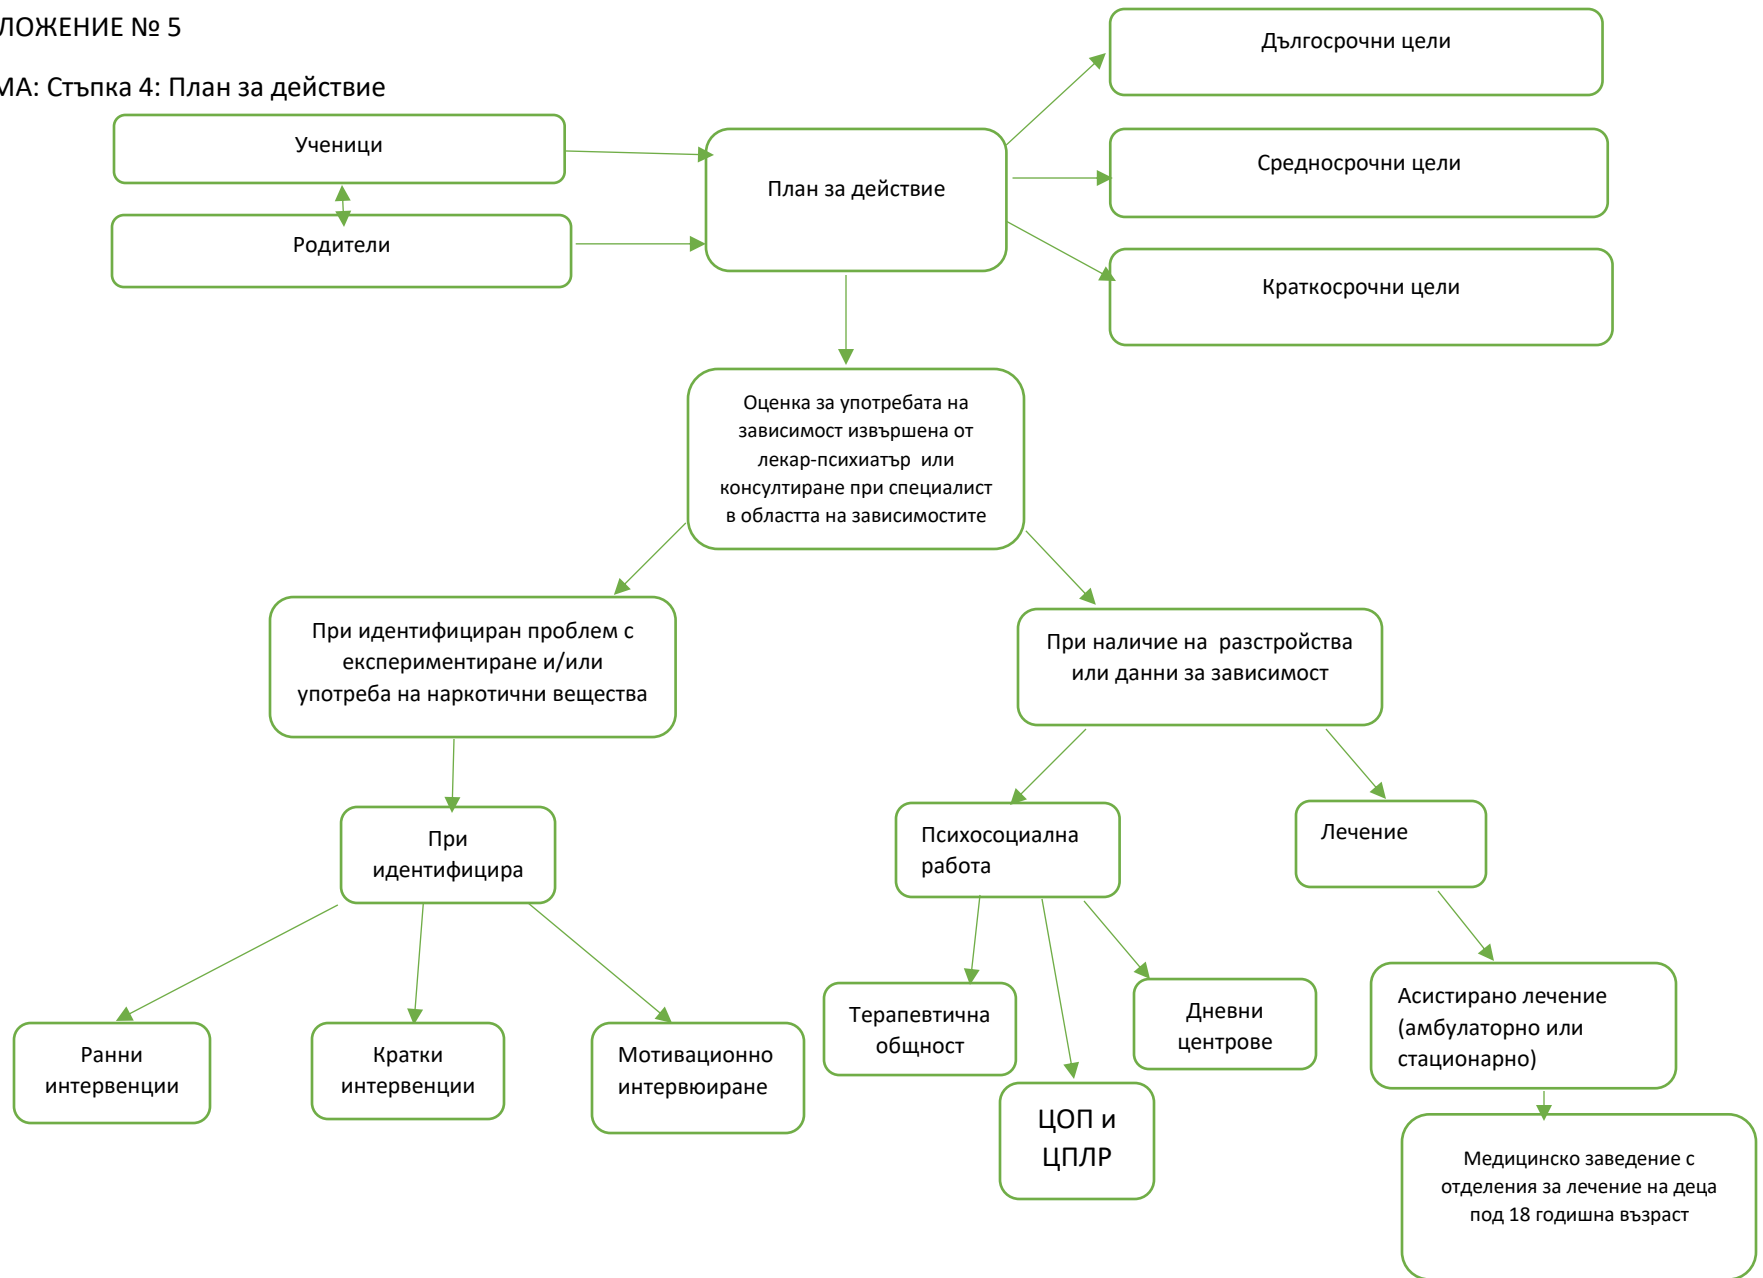 ЛОЖЕНИЕ № 5
МА: Стъпка 4: План за действие
Ученици
Родители
План за действие
Дългосрочни цели
Средносрочни цели
Краткосрочни цели
Оценка за употребата на
зависимост извършена от
лекар-психиатър или
консултиране при специалист
в областта на зависимостите
При идентифициран проблем с
експериментиране и/или
употреба на наркотични вещества
При наличие на разстройства
или данни за зависимост
При
идентифицира
Психосоциална
работа
Лечение
Ранни
интервенции
Кратки
интервенции
Мотивационно
интервюиране
Терапевтична
общност
ЦОП и
ЦПЛР
Дневни
центрове
Асистирано лечение
(амбулаторно или
стационарно)
Медицинско заведение с
отделения за лечение на деца
под 18 годишна възраст